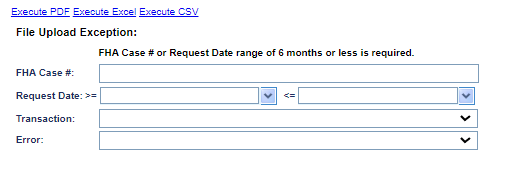 Execute PDF Execute Excel Execute CSV
File Upload Exception:
FHA Case # or Request Date range of 6 months or less is required.
FHA Case #:
Request Date: >= <=
Transaction:
Error: